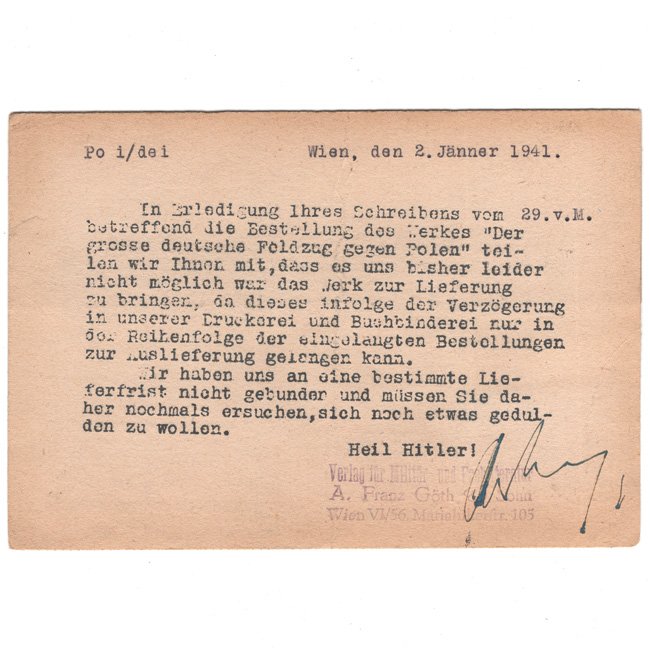 Po i/dei Wien, den 2.Jänner 1941.
In Erledigung Ihres Schreibens vom 29.v.M.
betreffend die Bestellung des Werkes "Der
grosse deutsche Feldzug gegen Polen" tei-
len wir Ihnen mit,dass es uns bisher leider
nicht möglich war das Werk zur Lieferung
zu bringen, da dieses infolge der Verzögerung
in unserer Druckerei und Buchbinderei nur in
der Reihenfolge der eingelangten Bestellungen
zur Auslieferung gelangen kann.
Wir haben uns an eine bestimmte Lie-
ferfrist nicht gebunden und müssen Sie da-
her nochmals ersuchen,sich noch etwas gedul-
den zu wollen.
Heil Hitler!
Verlag für Militär- und
A. Franz Göth
Wien VI/56, 105